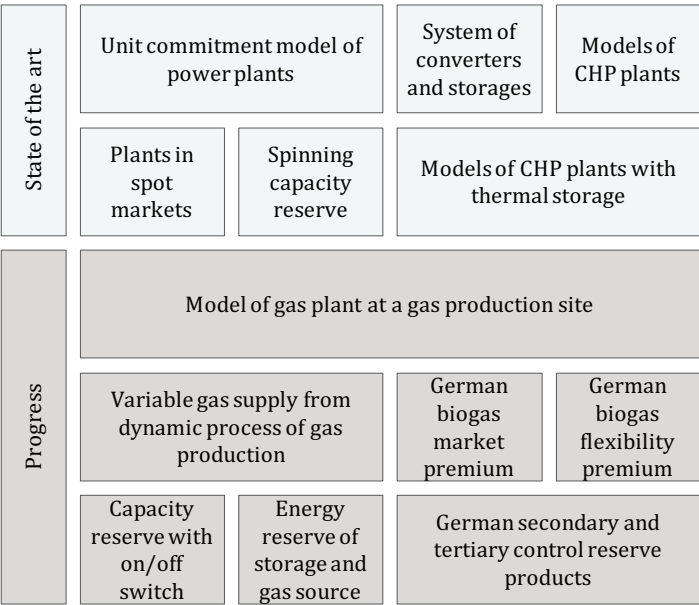 State of the art
Unit commitment model of
power plants
System of
converters
and storages
Models of
CHP plants
Plants in
spot
markets
Spinning
capacity
reserve
Models of CHP plants with
thermal storage
Progress
Model of gas plant at a gas production site
Variable gas supply from
dynamic process of gas
production
German
biogas
market
premium
German
biogas
flexibility
premium
Capacity
reserve with
on/off
switch
Energy
reserve of
storage and
gas source
German secondary and
tertiary control reserve
products